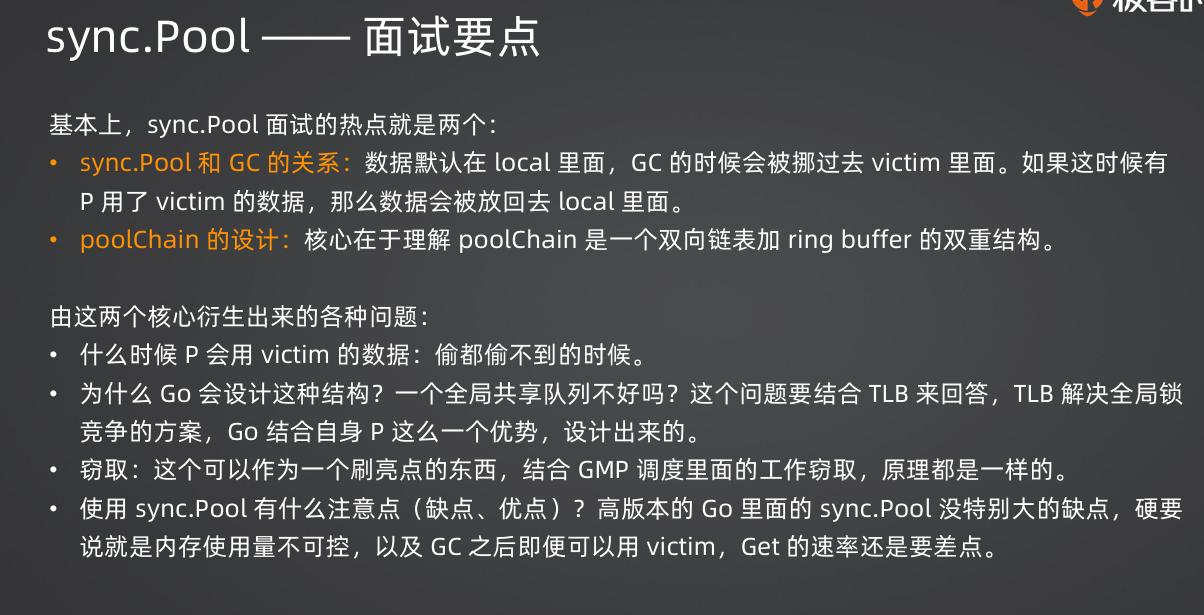 sync.Pool —— 面试要点
基本上，sync.Pool 面试的热点就是两个：
• sync.Pool 和 GC 的关系：数据默认在 local 里面，GC 的时候会被挪过去 victim 里面。如果这时候有
P 用了 victim 的数据，那么数据会被放回去 local 里面。
• poolChain 的设计：核心在于理解 poolChain 是一个双向链表加 ring buffer 的双重结构。
由这两个核心衍生出来的各种问题：
• 什么时候 P 会用 victim 的数据：偷都偷不到的时候。
• 为什么 Go 会设计这种结构？一个全局共享队列不好吗？这个问题要结合 TLB 来回答，TLB 解决全局锁
竞争的方案，Go 结合自身 P 这么一个优势，设计出来的。
• 窃取：这个可以作为一个刷亮点的东西，结合 GMP 调度里面的工作窃取，原理都是一样的。
• 使用 sync.Pool 有什么注意点（缺点、优点）？高版本的 Go 里面的 sync.Pool 没特别大的缺点，硬要
说就是内存使用量不可控，以及 GC 之后即便可以用 victim，Get 的速率还是要差点。